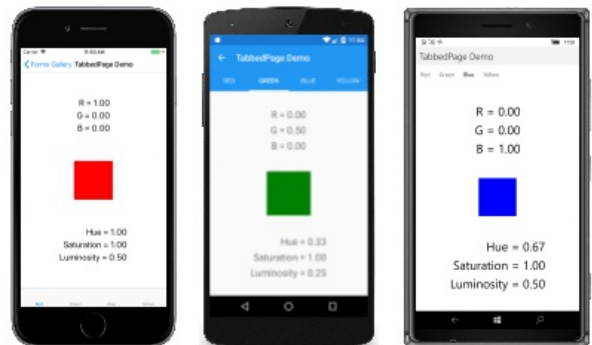 Carrier
Forms Gallery TabbedPage Demo
R = 1.00
G = 0.00
B = 0.00
Hue = 1.00
Saturation = 1.00
Luminosity = 0.50
Red
TabbedPage Demo
RED GREEN BLUE YELLOW
R = 0.00
G = 0.50
B = 0.00
Hue = 0.33
Saturation = 1.00
Luminosity = 0.25
TabbedPage Demo
Red Green Blue Yellow
R = 0.00
G = 0.00
B = 1.00
Hue = 0.67
Saturation = 1.00
Luminosity = 0.50